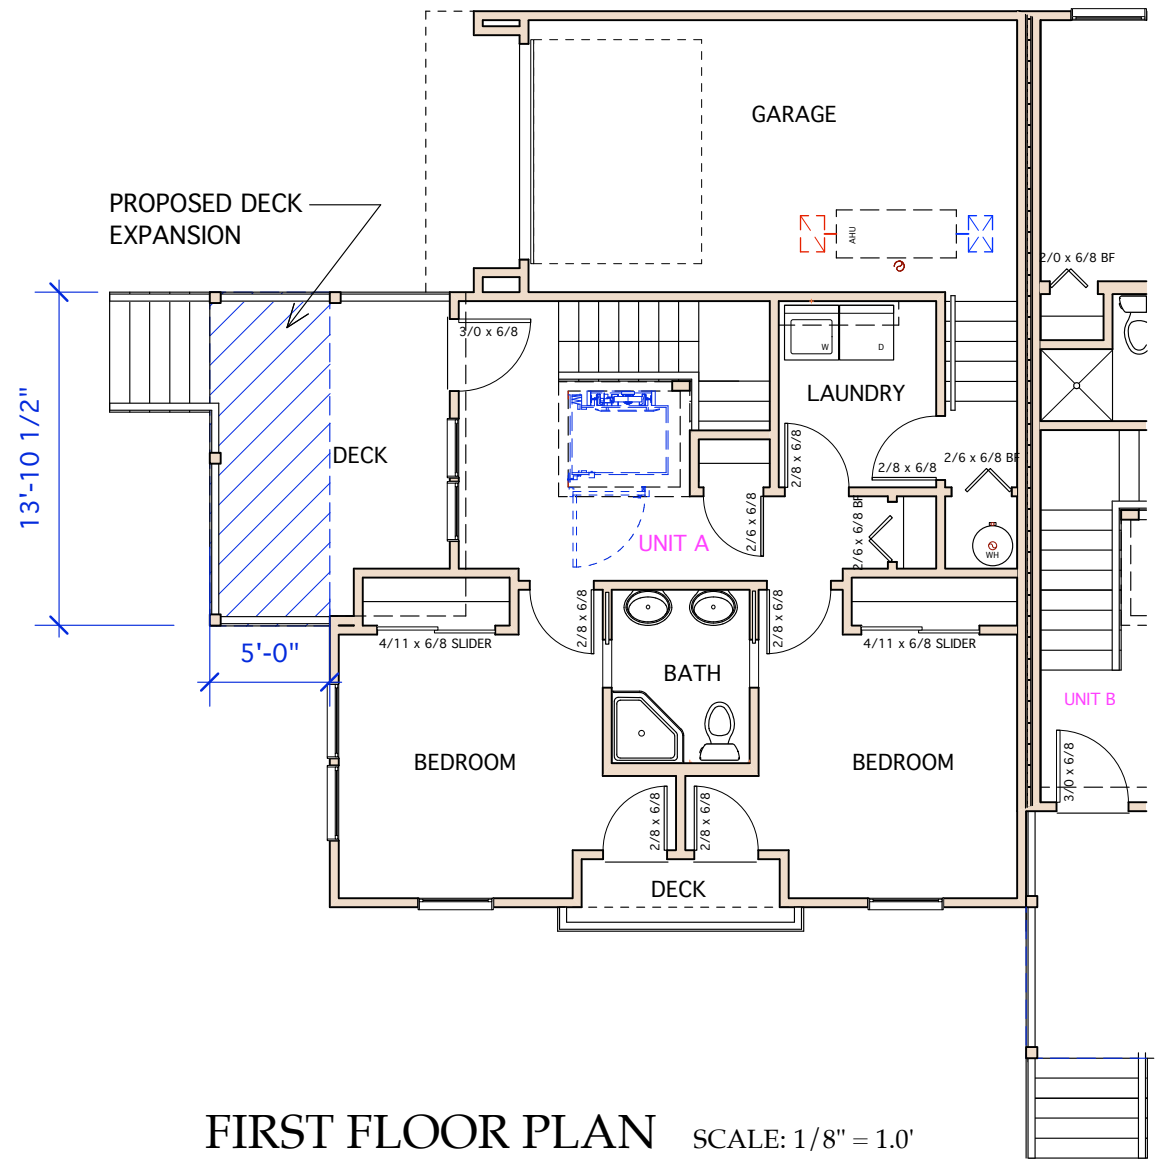 GARAGE
PROPOSED DECK
EXPANSION
AHU
2/0 x 6/8 BF
3/0 x 6/8
W
D
LAUNDRY
13'-10 1/2"
DECK
2/8 x 6/8
2/8 x 6/8
2/6 x 6/8 BF
2/6 x 6/8
2/6 x 6/8 BF
UNIT A
WH
2/8 x 6/8
2/8 x 6/8
4/11 x 6/8 SLIDER
4/11 x 6/8 SLIDER
5'-0"
BATH
UNIT B
BEDROOM
BEDROOM
3/0 x 6/8
2/8 x 6/8
2/8 x 6/8
DECK
FIRST FLOOR PLAN SCALE: 1/8" = 1.0'